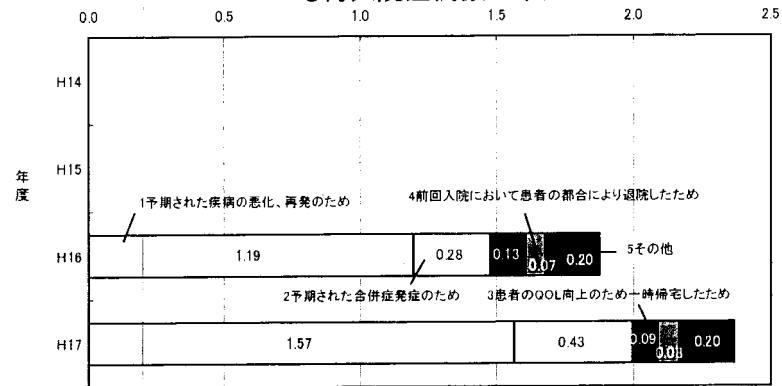 0.0 0.5 1.0 1.5 2.0 2.5
H14
年度
H15
4前回入院において患者の都合により退院したため
1予期された疾病の悪化、再発のため
H16
1.19 0.28 0.13 0.07 0.20
5その他
2予期された合併症発症のため
3患者のQOL向上のため一時帰宅したため
H17
1.57 0.43 0.09 0.20